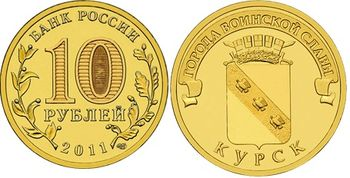 БАНК РОССИИ
10
РУБЛЕЙ
2011
ГОРОДА ВОИНСКОЙ СЛАВЫ
КУРСК